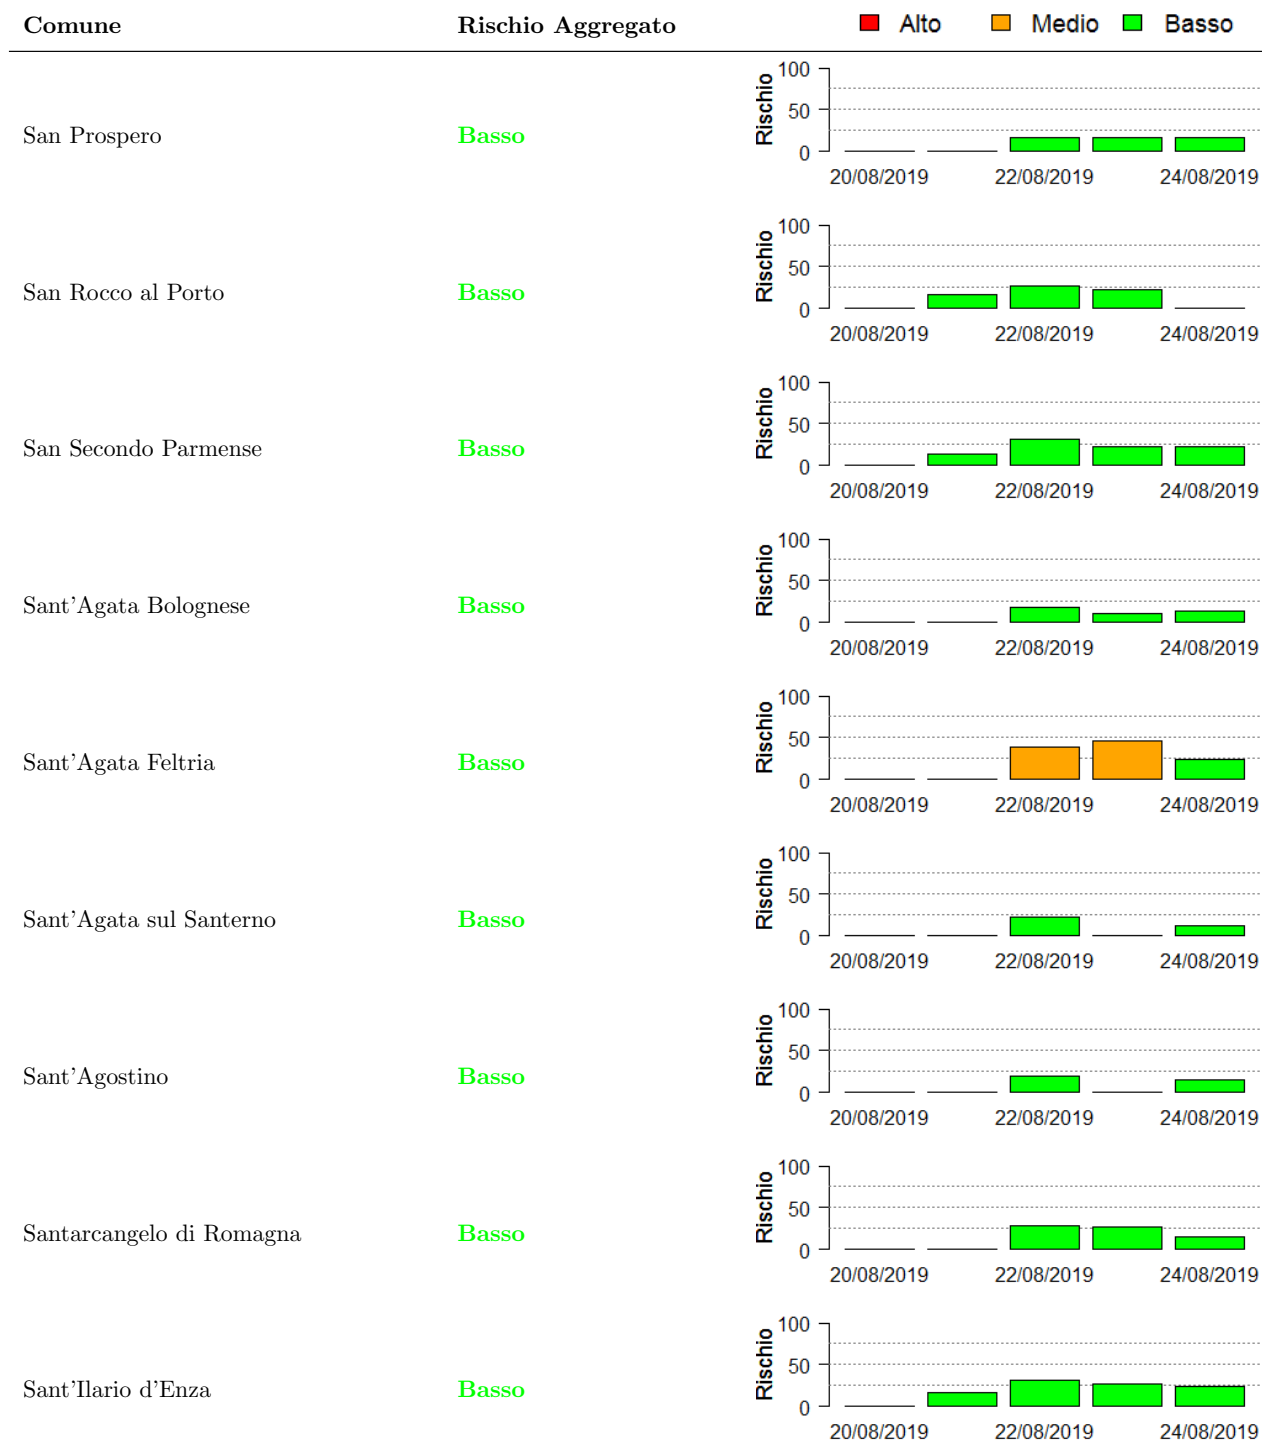 Comune Rischio Aggregato Alto Medio Basso
100
50
0
Rischio
San Prospero Basso
20/08/2019 22/08/2019 24/08/2019
100
50
0
Rischio
San Rocco al Porto Basso
20/08/2019 22/08/2019 24/08/2019
100
50
0
Rischio
San Secondo Parmense Basso
20/08/2019 22/08/2019 24/08/2019
100
50
0
Rischio
Sant'Agata Bolognese Basso
20/08/2019 22/08/2019 24/08/2019
100
50
0
Rischio
Sant'Agata Feltria Basso
20/08/2019 22/08/2019 24/08/2019
100
50
0
Rischio
Sant'Agata sul Santerno Basso
20/08/2019 22/08/2019 24/08/2019
100
50
0
Rischio
Sant'Agostino Basso
20/08/2019 22/08/2019 24/08/2019
100
50
0
Rischio
Santarcangelo di Romagna Basso
20/08/2019 22/08/2019 24/08/2019
100
50
0
Rischio
Sant'Ilario d'Enza Basso
20/08/2019 22/08/2019 24/08/2019